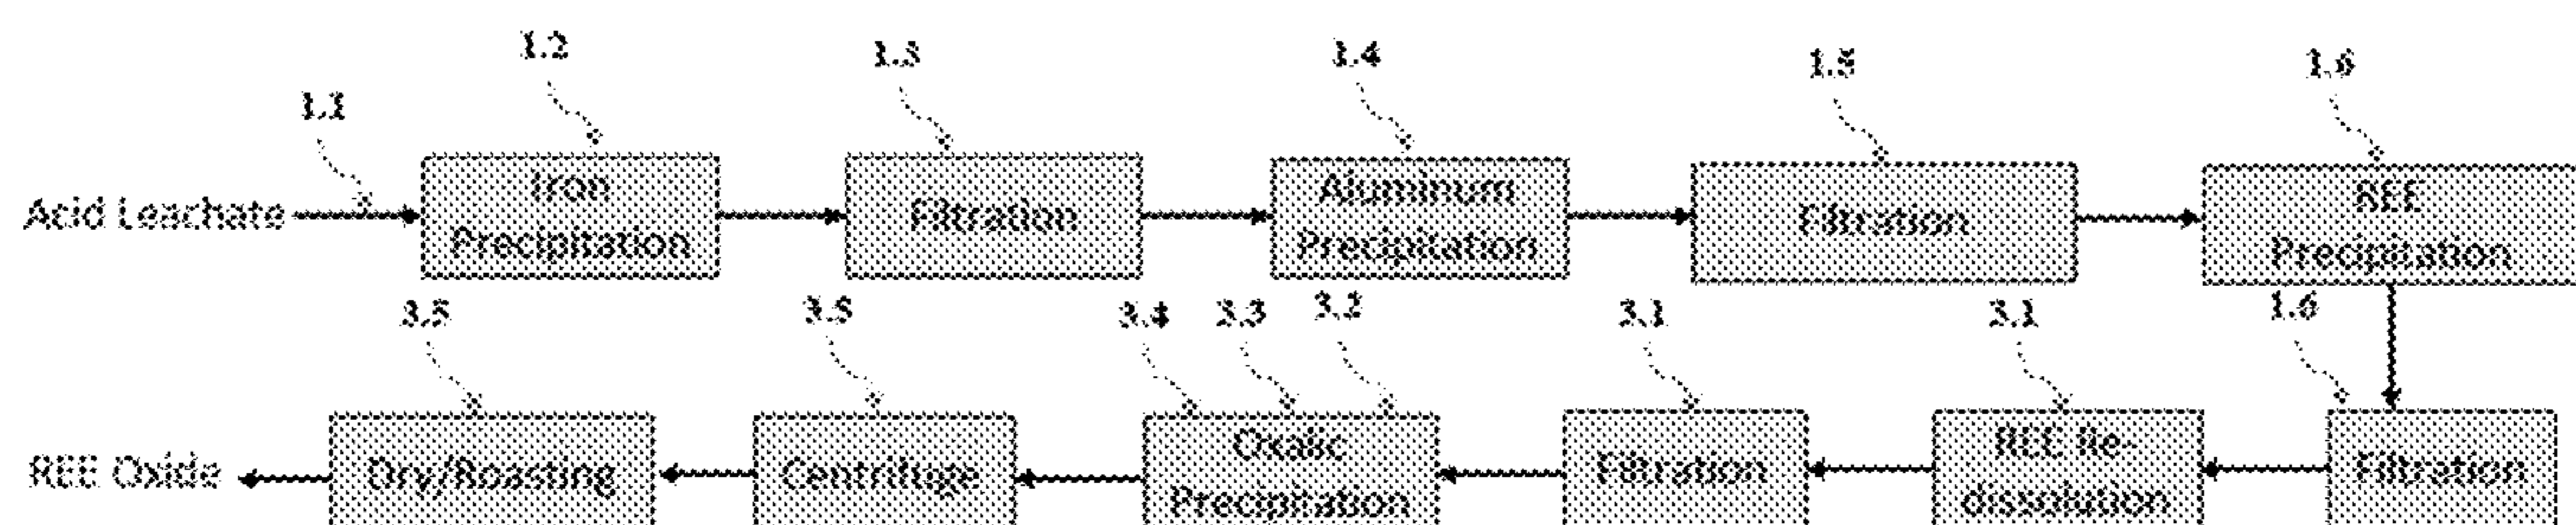 1.2
1.3
1.4
1.5
1.6
1.1
Acid Leachate
Iron
Precipitation
Filtration
Aluminum
Precipitation
Filtration
REE
Precipitation
3.5
3.5
3.4
3.3
3.2
3.1
3.1
1.6
REE Oxide
Dry/Roasting
Centrifuge
Oxalic
Precipitation
Filtration
REE Re-
dissolution
Filtration